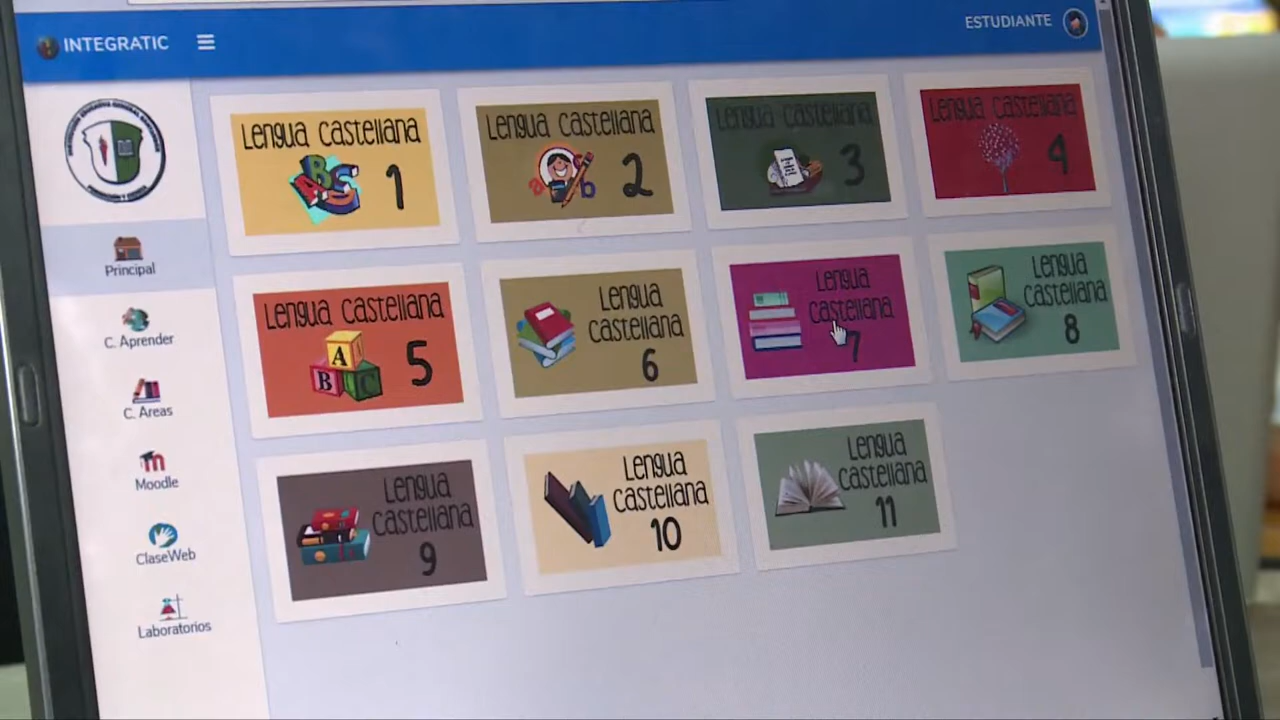 INTEGRATIC
ESTUDIANTE
Principal
C. Aprender
C. Areas
Moodle
ClaseWeb
Laboratorios
Lengua Castellana
1
Lengua Castellana
a b
2
Lengua Castellana
3
Lengua Castellana
4
Lengua Castellana
A
B C
5
Lengua
Castellana
6
Lengua
Castellana
7
Lengua
Castellana
8
Lengua
Castellana
9
Lengua
Castellana
10
Lengua
Castellana
11